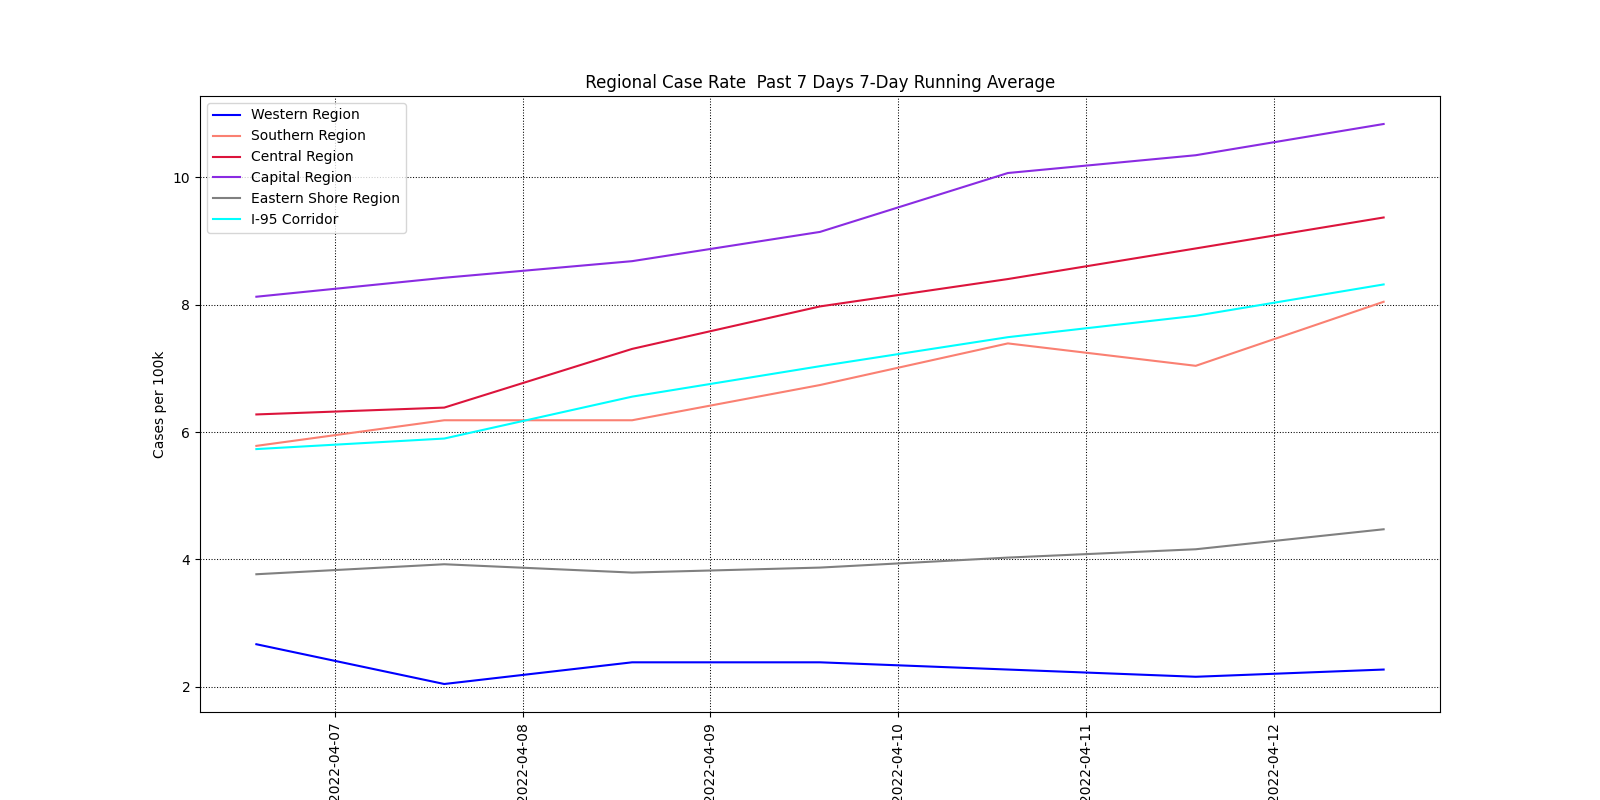 Regional Case Rate  Past 7 Days 7-Day Running Average
Western Region
Southern Region
Central Region
Capital Region
Eastern Shore Region
I-95 Corridor
10
8
6
4
2
Cases per 100k
2022-04-07
2022-04-08
2022-04-09
2022-04-10
2022-04-11
2022-04-12